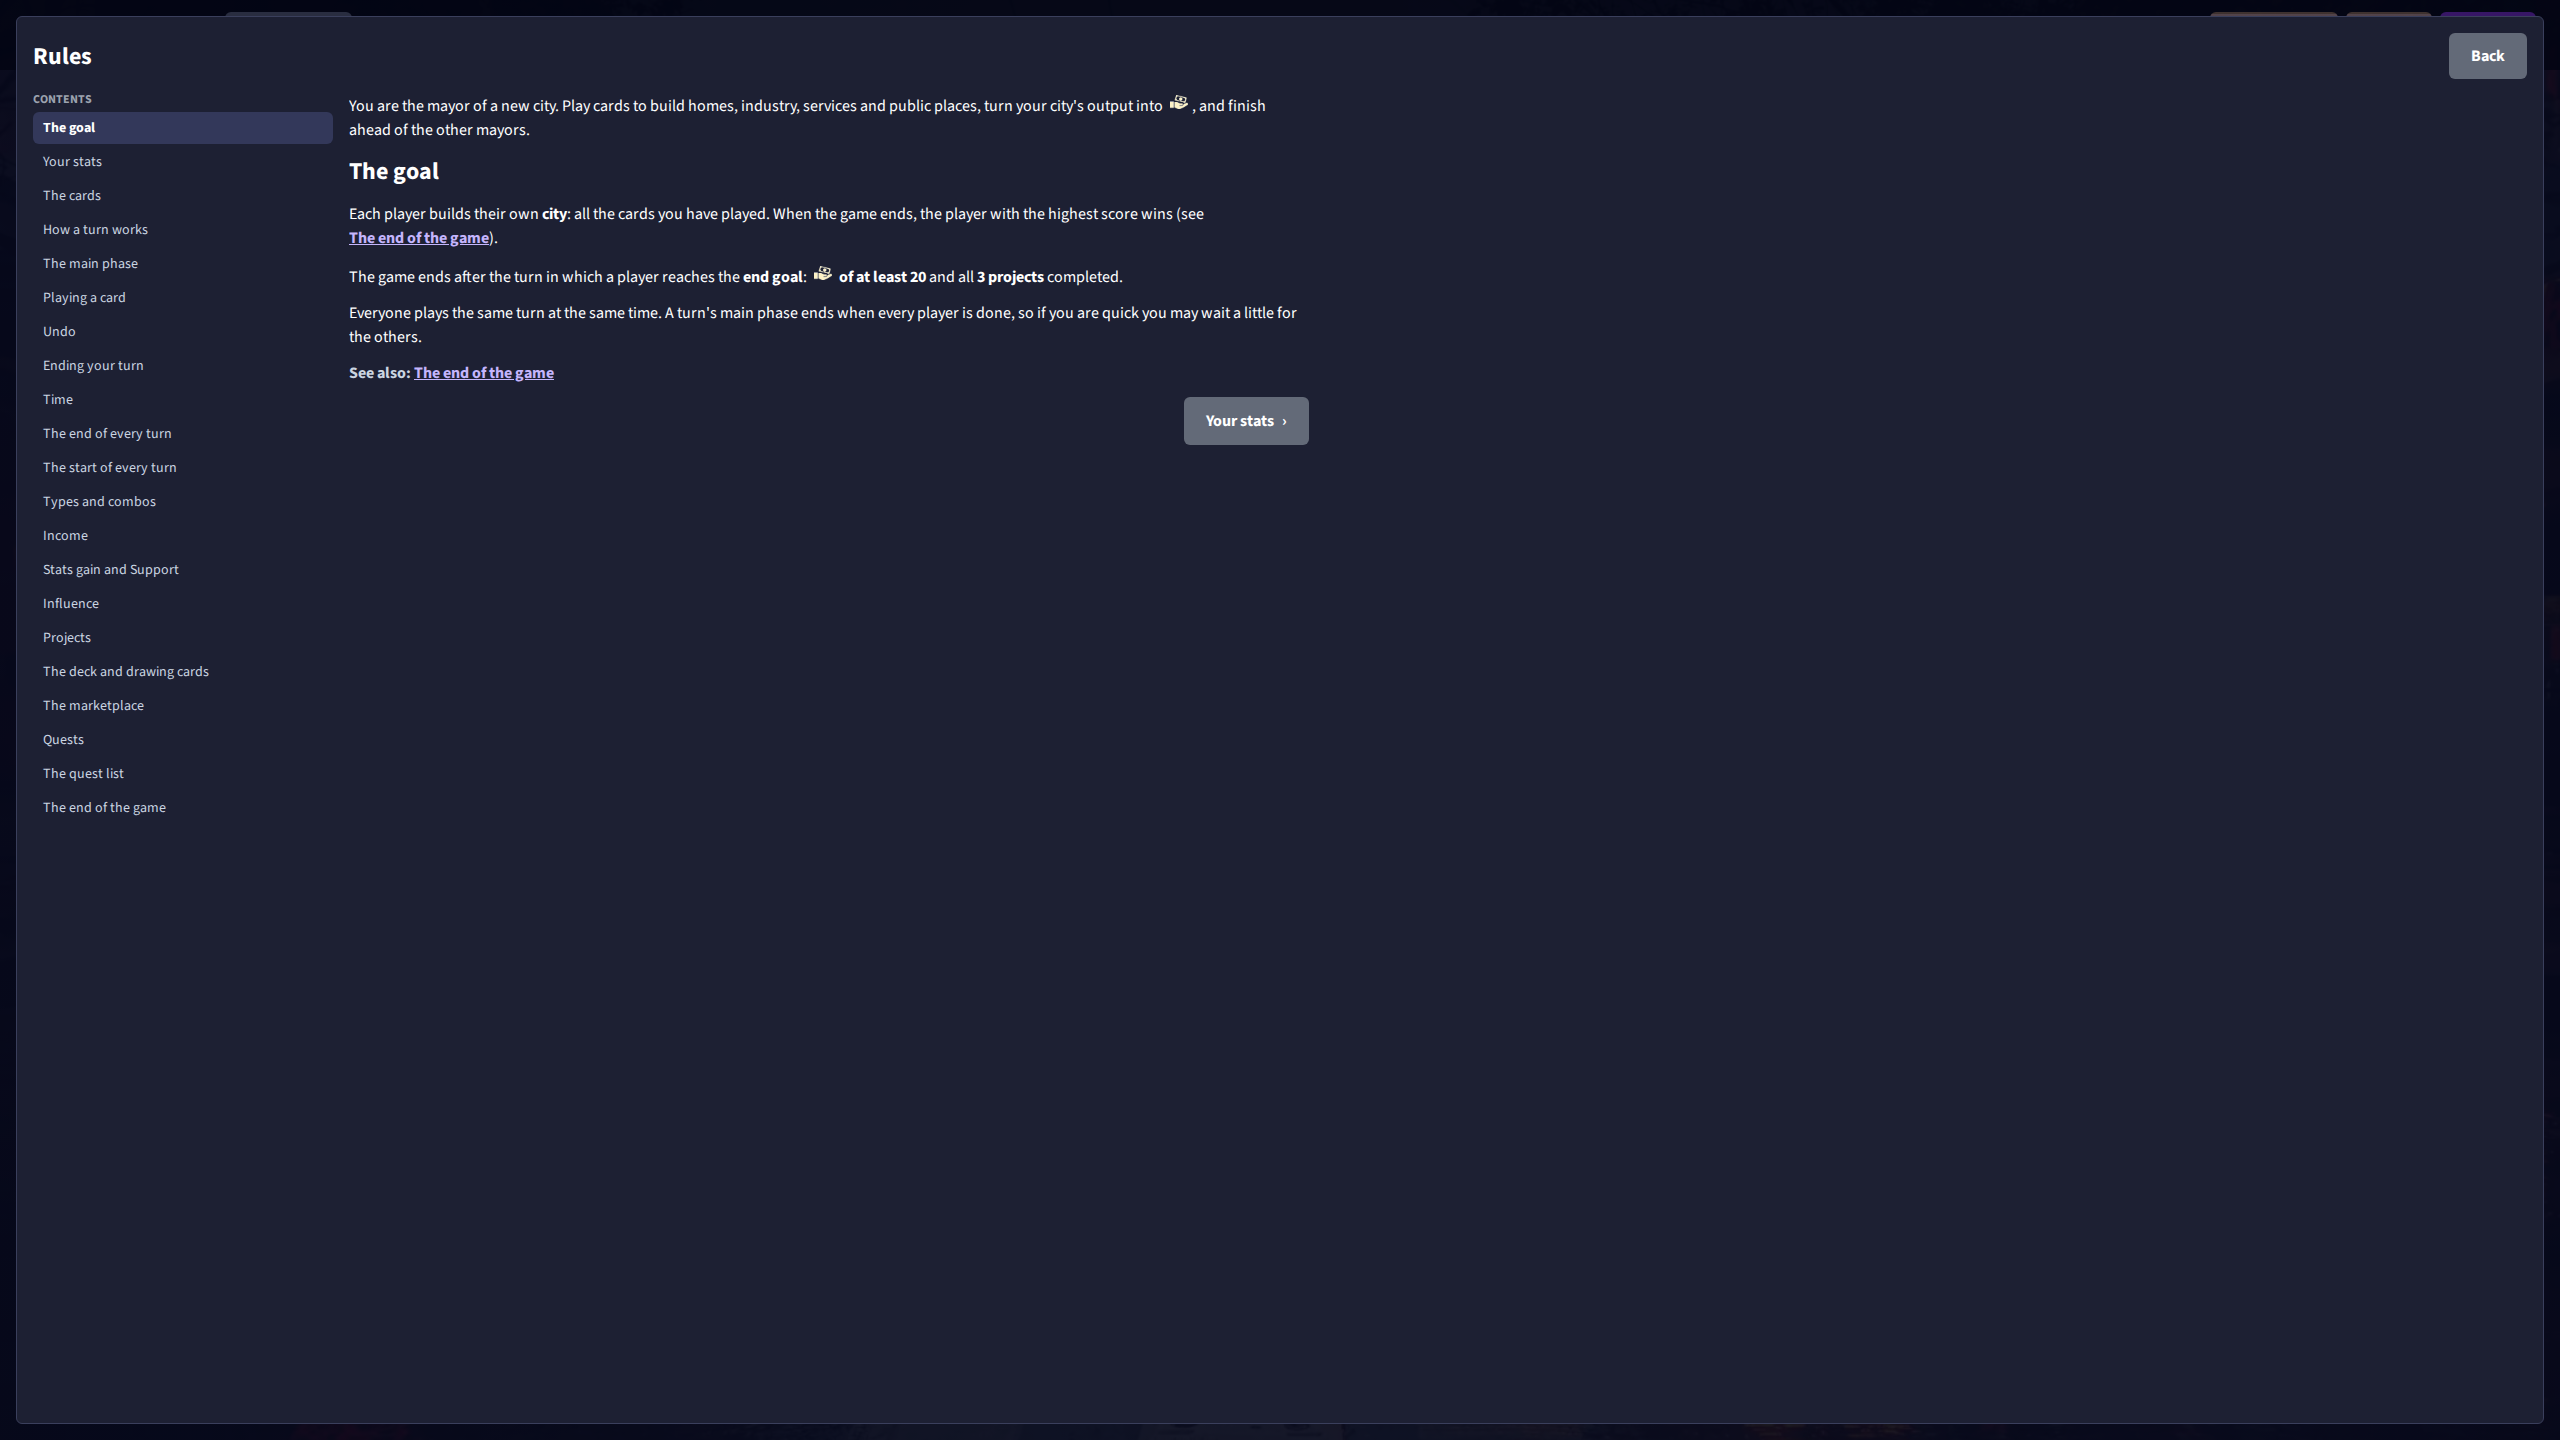 Rules
Back
CONTENTS
The goal
Your stats
The cards
How a turn works
The main phase
Playing a card
Undo
Ending your turn
Time
The end of every turn
The start of every turn
Types and combos
Income
Stats gain and Support
Influence
Projects
The deck and drawing cards
The marketplace
Quests
The quest list
The end of the game
You are the mayor of a new city. Play cards to build homes, industry, services and public places, turn your city's output into , and finish
ahead of the other mayors.
The goal
Each player builds their own city: all the cards you have played. When the game ends, the player with the highest score wins (see
The end of the game).
The game ends after the turn in which a player reaches the end goal: of at least 20 and all 3 projects completed.
Everyone plays the same turn at the same time. A turn's main phase ends when every player is done, so if you are quick you may wait a little for
the others.
See also: The end of the game
Your stats ›